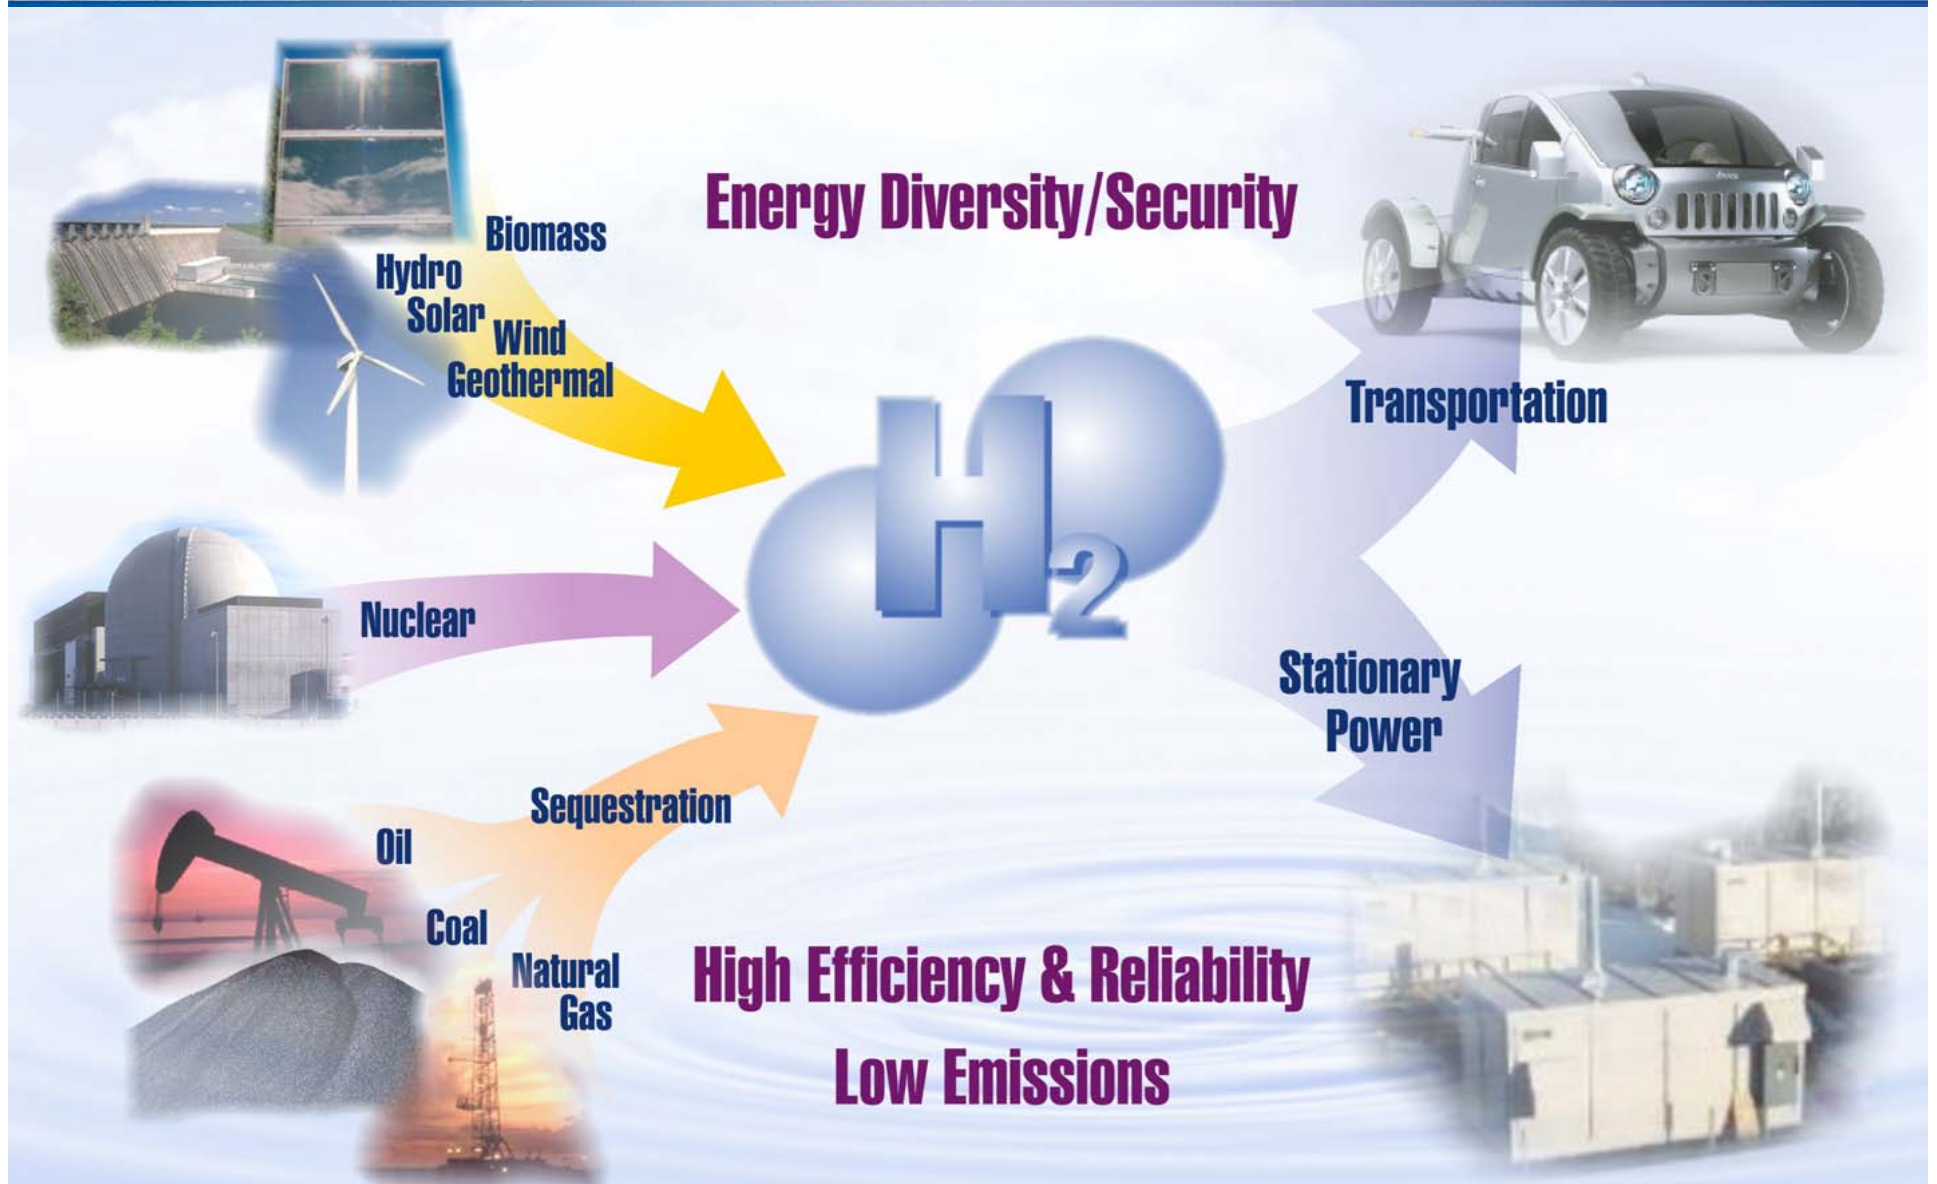 Energy Diversity/Security
Biomass
Hydro
Solar
Wind
Geothermal
H2
Transportation
Nuclear
Stationary
Power
Sequestration
Oil
Coal
Natural
Gas
High Efficiency & Reliability
Low Emissions